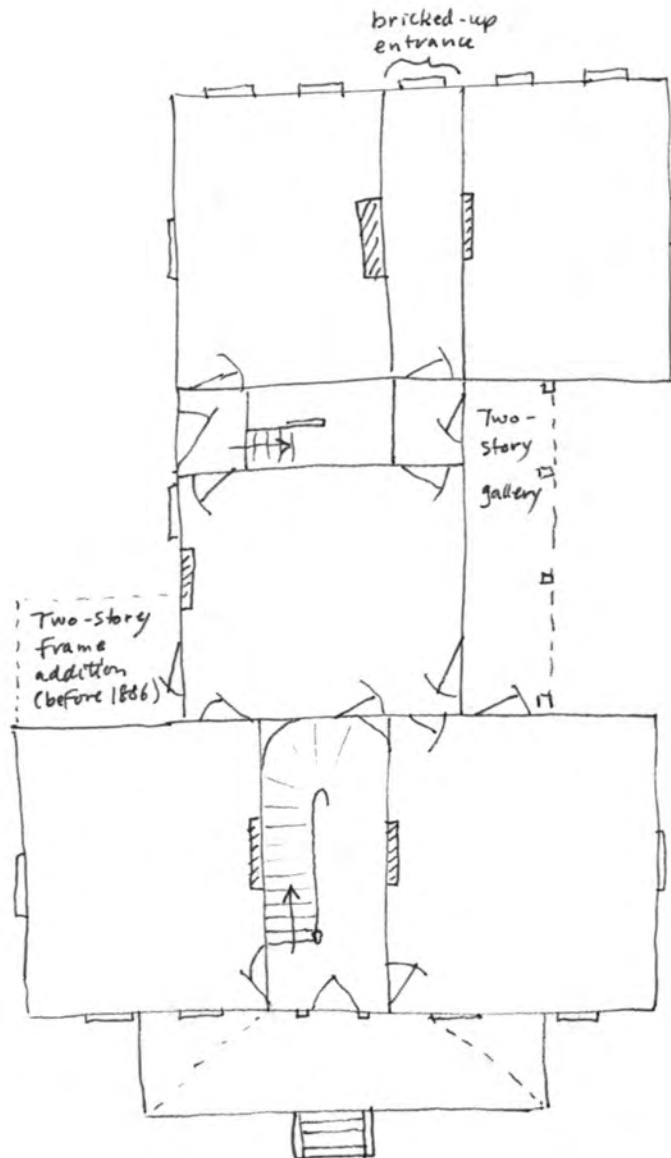 bricked-up
entrance
Two-
story
gallery
Two-story
frame
addition
(before 1886)